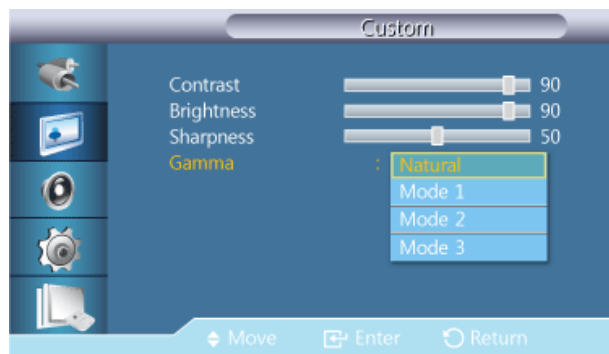 Custom
Contrast 90
Brightness 90
Sharpness 50
Gamma : Natural
Mode 1
Mode 2
Mode 3
Move Enter Return